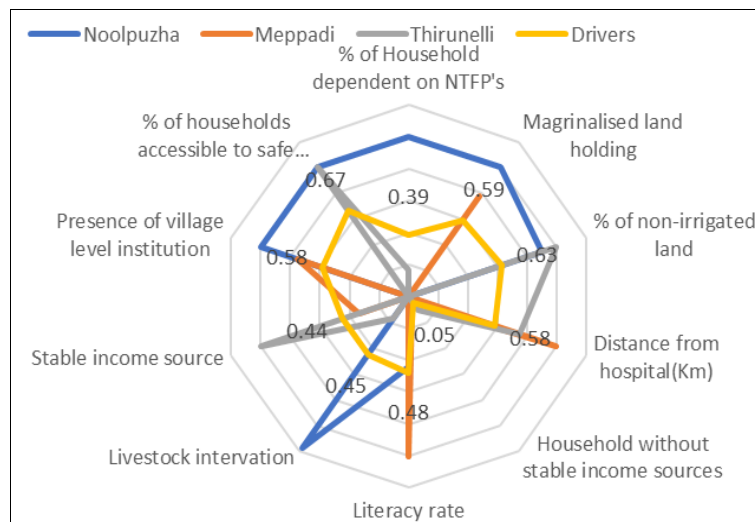 Noolpuzha Meppadi Thirunelli Drivers
% of Household
dependent on NTFP's
% of households
accessible to safe...
Magrinalised land
holding
0.67
0.39
0.59
Presence of village
level institution
0.58
0.63
% of non-irrigated
land
Stable income source
0.44
0.05
0.58
Distance from
hospital(Km)
0.45
0.48
Livestock intervation
Household without
stable income sources
Literacy rate